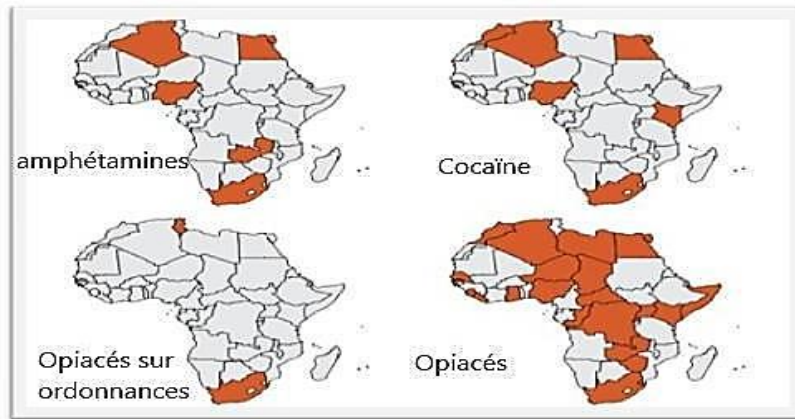 amphétamines
Cocaïne
Opiacés sur
ordonnances
Opiacés